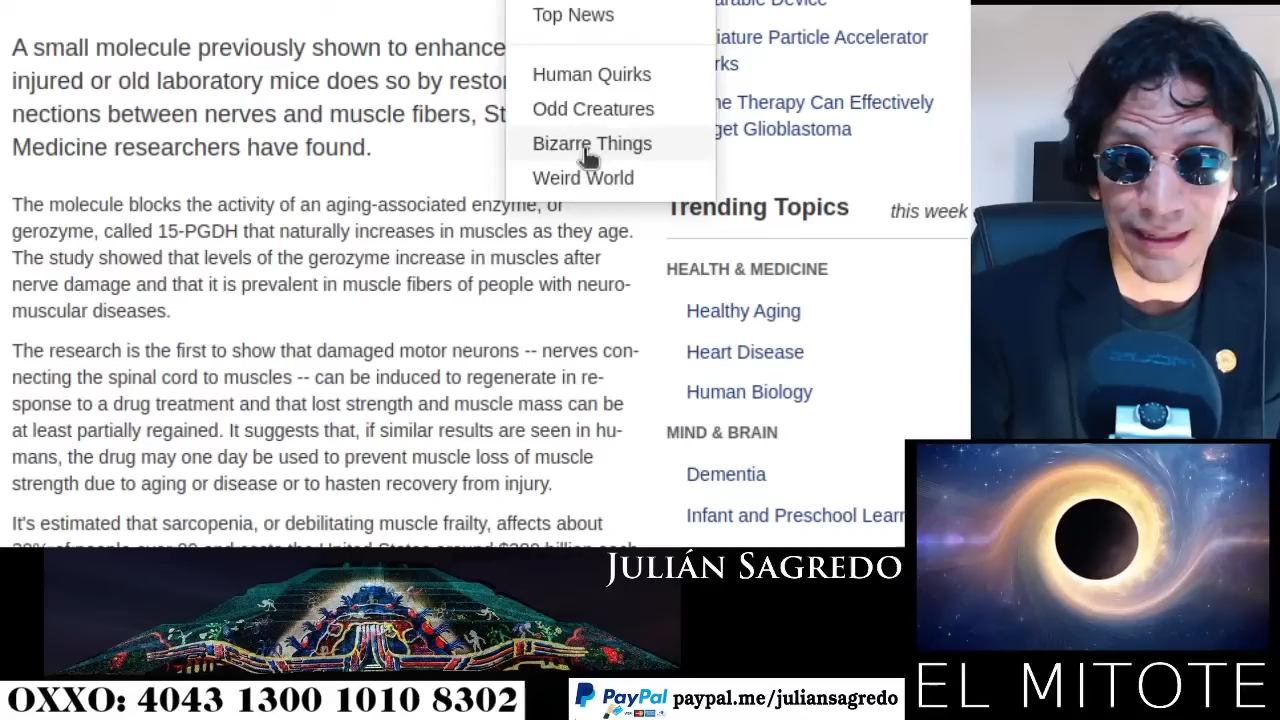 Top News
Human Quirks
Odd Creatures
Bizarre Things
Weird World
A small molecule previously shown to enhance
injured or old laboratory mice does so by resto
nections between nerves and muscle fibers, St
Medicine researchers have found.
The molecule blocks the activity of an aging-associated enzyme, or
gerozyme, called 15-PGDH that naturally increases in muscles as they age.
The study showed that levels of the gerozyme increase in muscles after
nerve damage and that it is prevalent in muscle fibers of people with neuro-
muscular diseases.
The research is the first to show that damaged motor neurons -- nerves con-
necting the spinal cord to muscles -- can be induced to regenerate in re-
sponse to a drug treatment and that lost strength and muscle mass can be
at least partially regained. It suggests that, if similar results are seen in hu-
mans, the drug may one day be used to prevent muscle loss of muscle
strength due to aging or disease or to hasten recovery from injury.
It's estimated that sarcopenia, or debilitating muscle frailty, affects about
arable Device
iature Particle Accelerator
rks
ne Therapy Can Effectively
get Glioblastoma
Trending Topics this week
HEALTH & MEDICINE
Healthy Aging
Heart Disease
Human Biology
MIND & BRAIN
Dementia
Infant and Preschool Learn
JULIÁN SAGREDO
EL MITOTE
OXXO: 4043 1300 1010 8302
PayPal paypal.me/juliansagredo